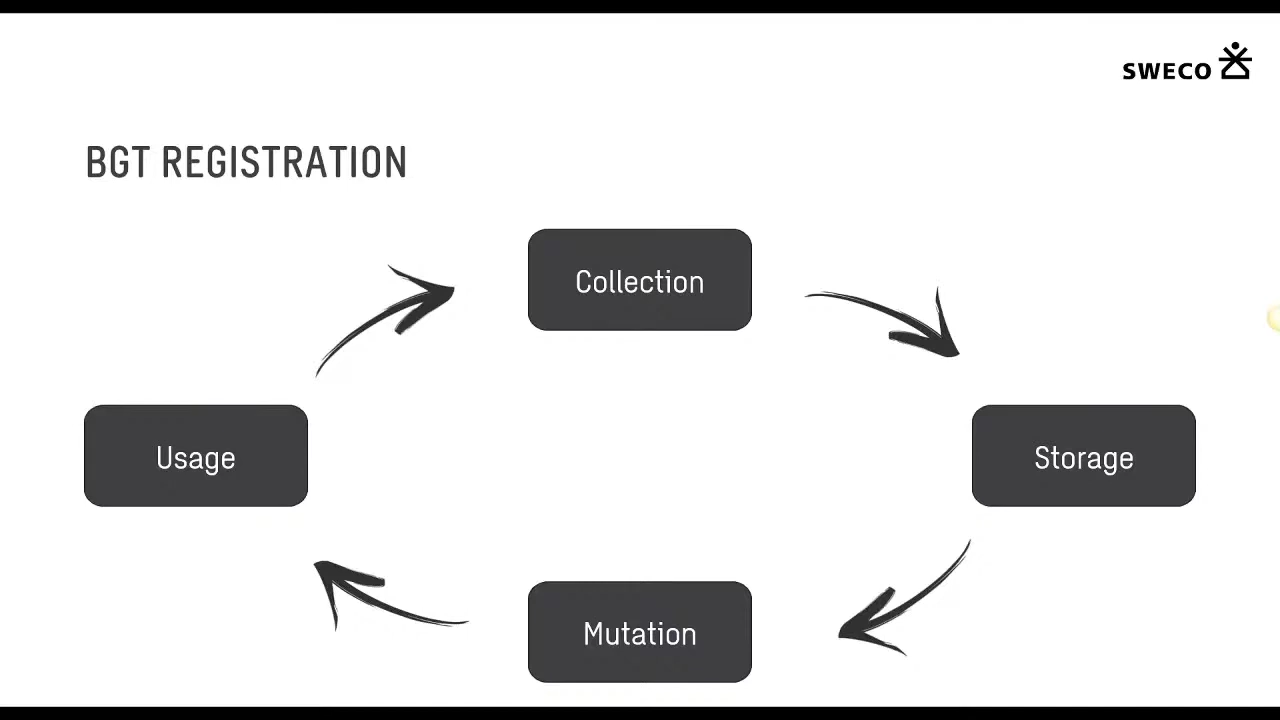 SWECO
BGT REGISTRATION
Collection
Usage
Storage
Mutation